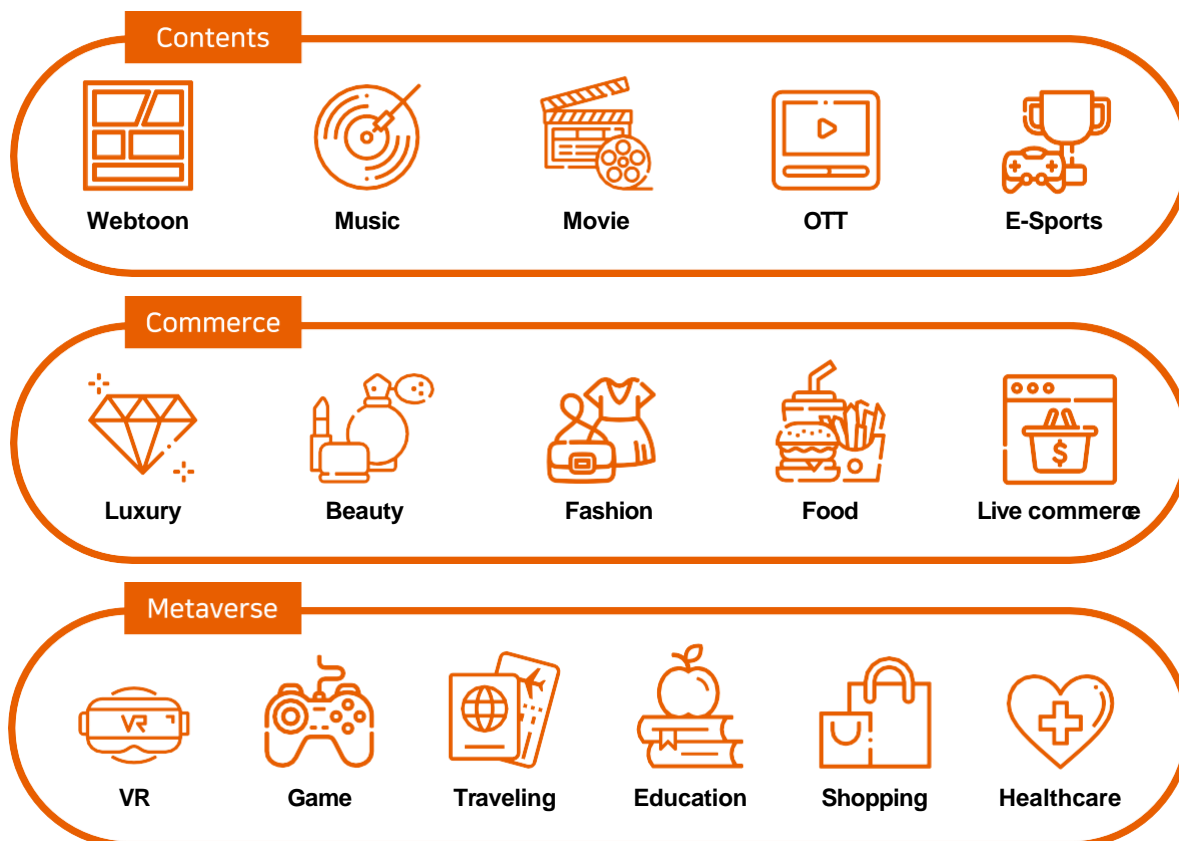 Contents
Webtoon Music Movie OTT E-Sports
Commerce
$
Luxury Beauty Fashion Food Live commerce
Metaverse
VR
VR Game Traveling Education Shopping Healthcare